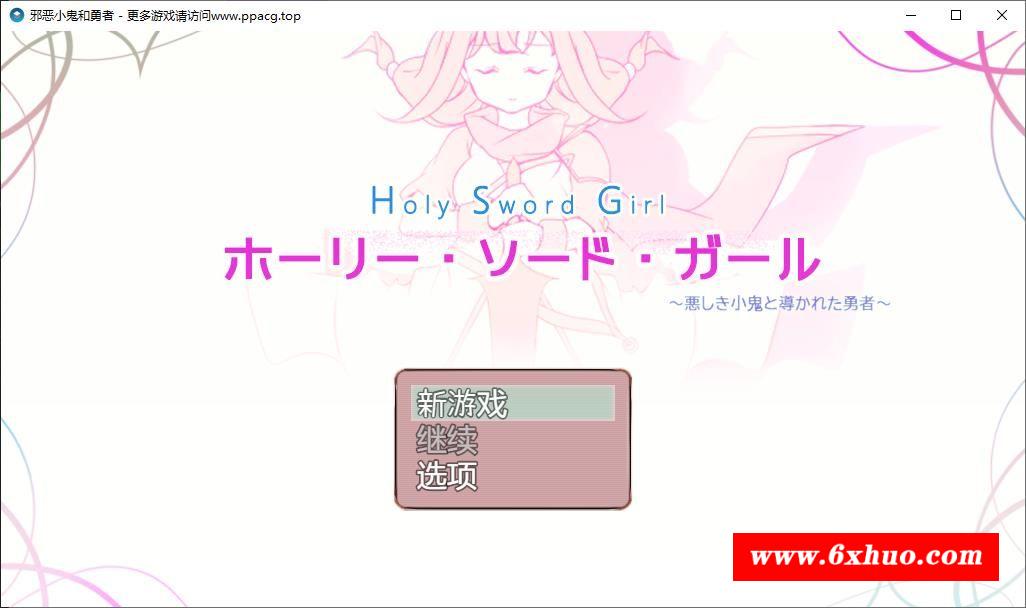 邪恶小鬼和勇者 - 更多游戏请访问www.ppacg.top
Holy Sword Girl
ホーリー・ソード・ガール
～悪しき小鬼と導かれた勇者～
新游戏
继续
选项
www.6xhuo.com